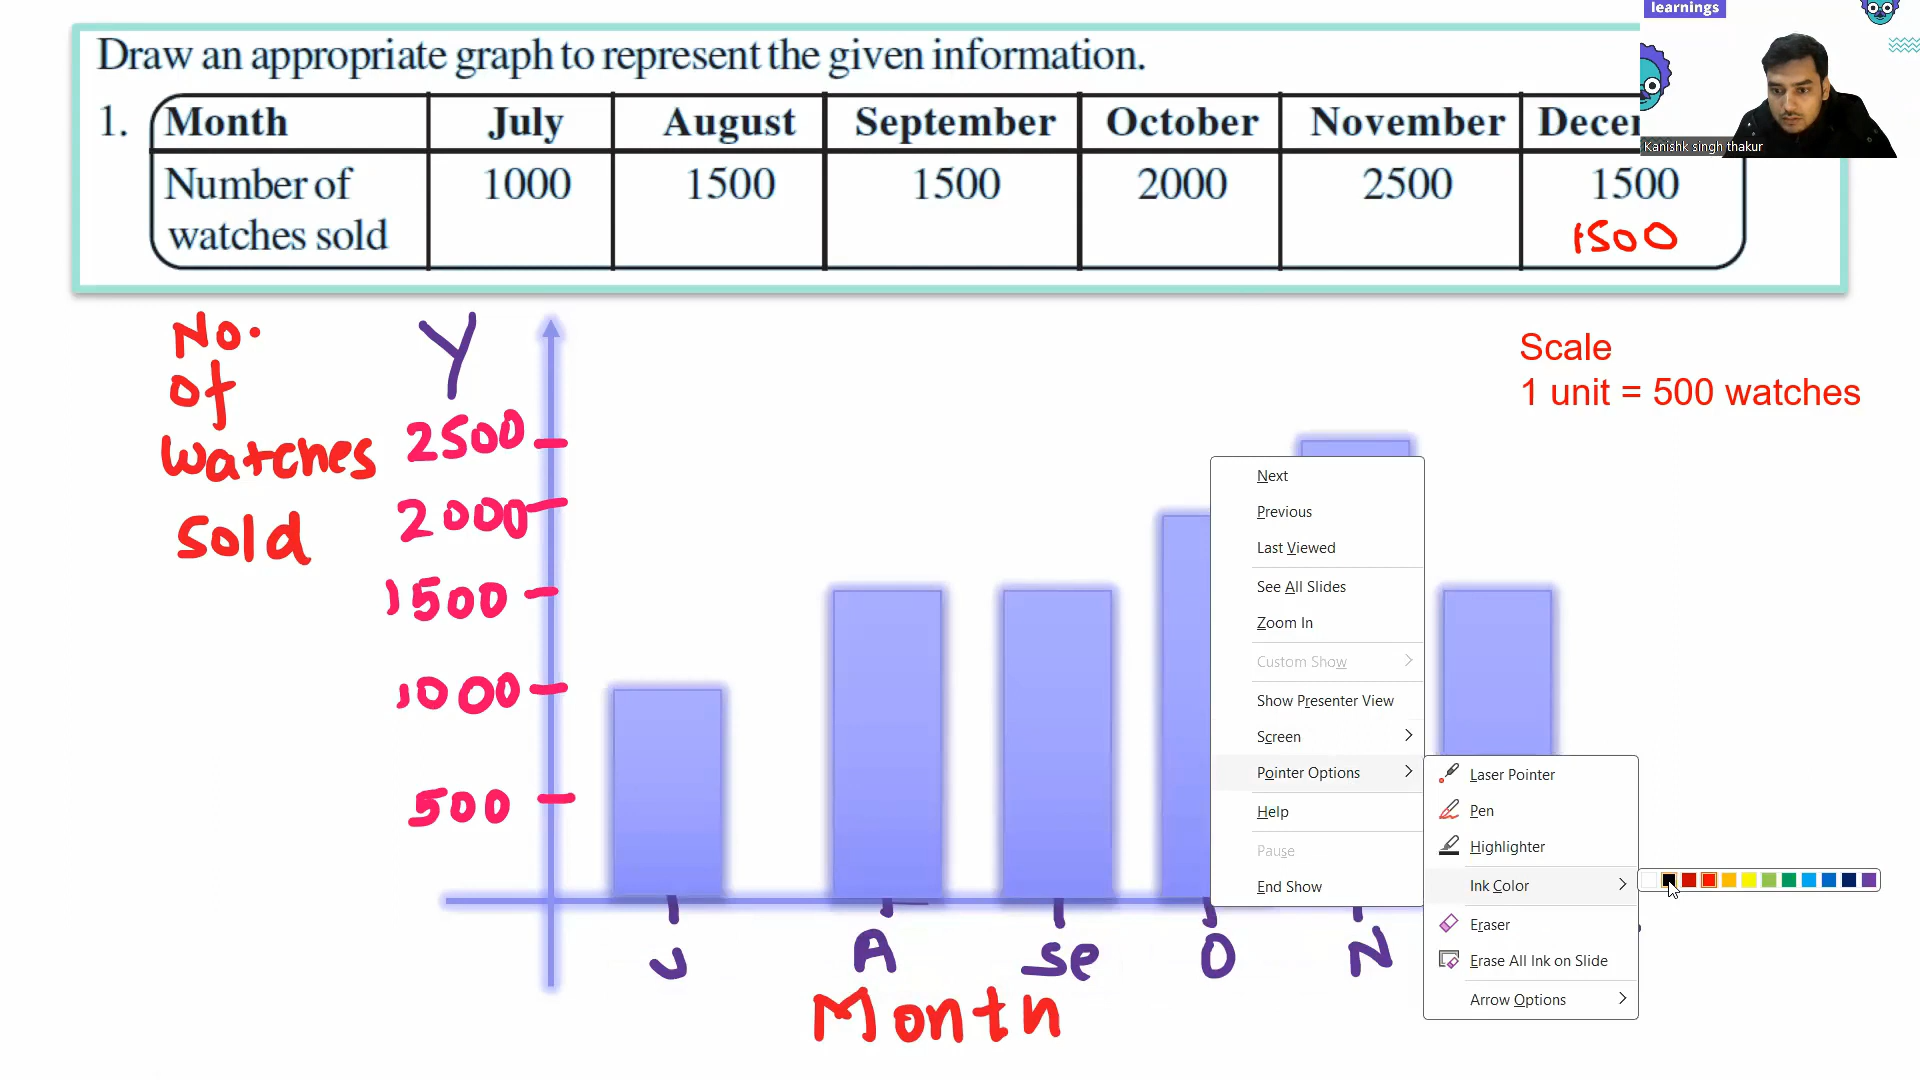 learnings
Draw an appropriate graph to represent the given information.
1. Month July August September October November Decem
Kanishk singh thakur
Number of watches sold 1000 1500 1500 2000 2500 1500
1500
No.
of
watches
sold
Y
2500
2000
1500
1000
500
Scale
1 unit = 500 watches
Next
Previous
Last Viewed
See All Slides
Zoom In
Custom Show
Show Presenter View
Screen
Pointer Options
Help
Pause
End Show
Laser Pointer
Pen
Highlighter
Ink Color
Eraser
Erase All Ink on Slide
Arrow Options
J A Se O N
Month